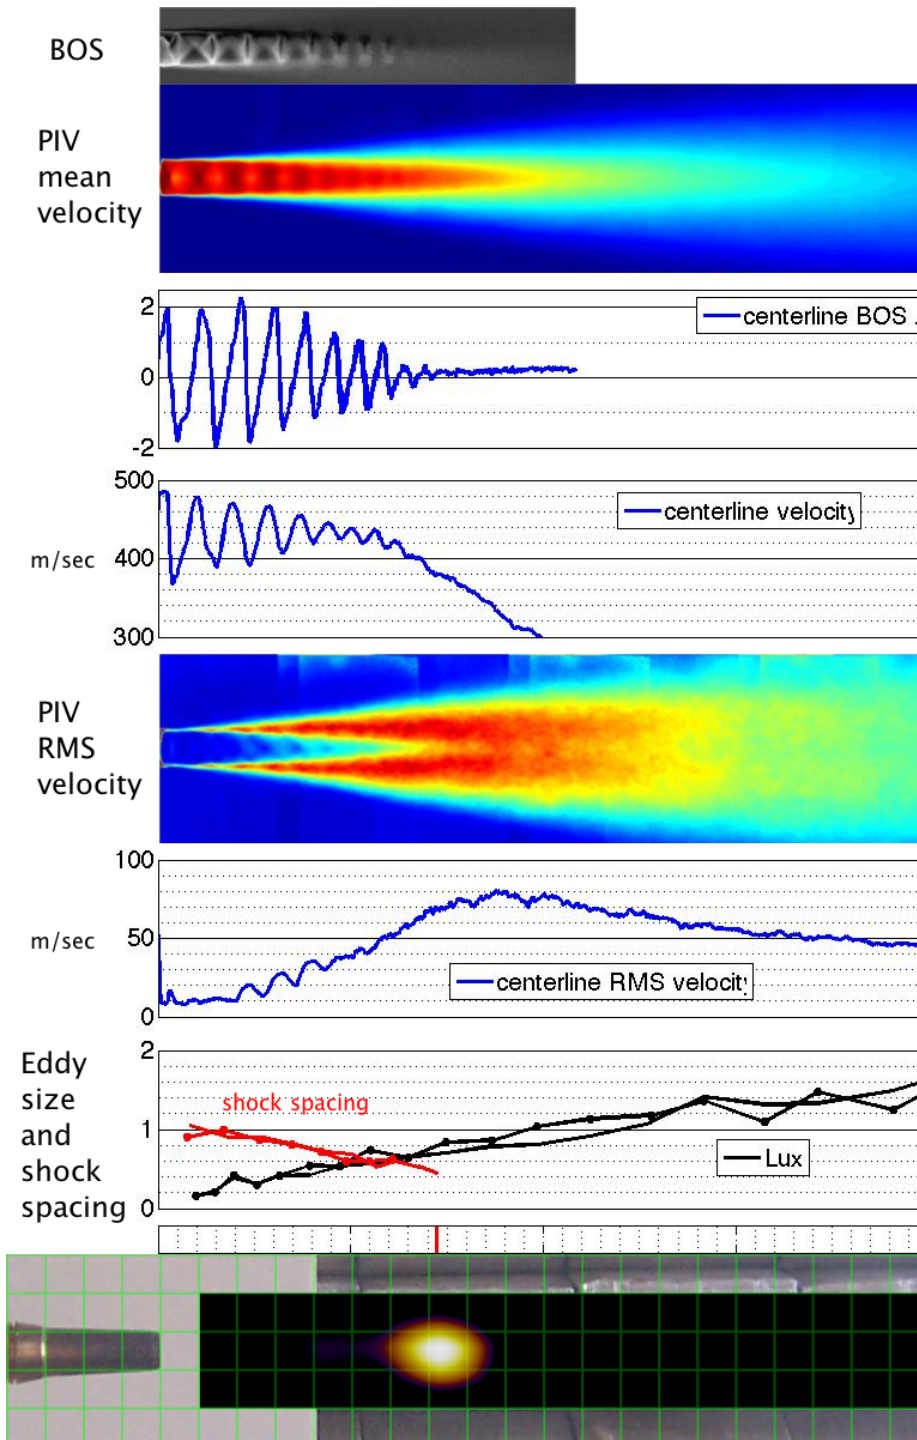 BOS
PIV
mean
velocity
2
centerline BOS
0
-2
500
centerline velocity
m/sec
400
300
PIV
RMS
velocity
100
m/sec
50
centerline RMS velocity
0
Eddy
size
and
shock
spacing
2
shock spacing
1
Lux
0